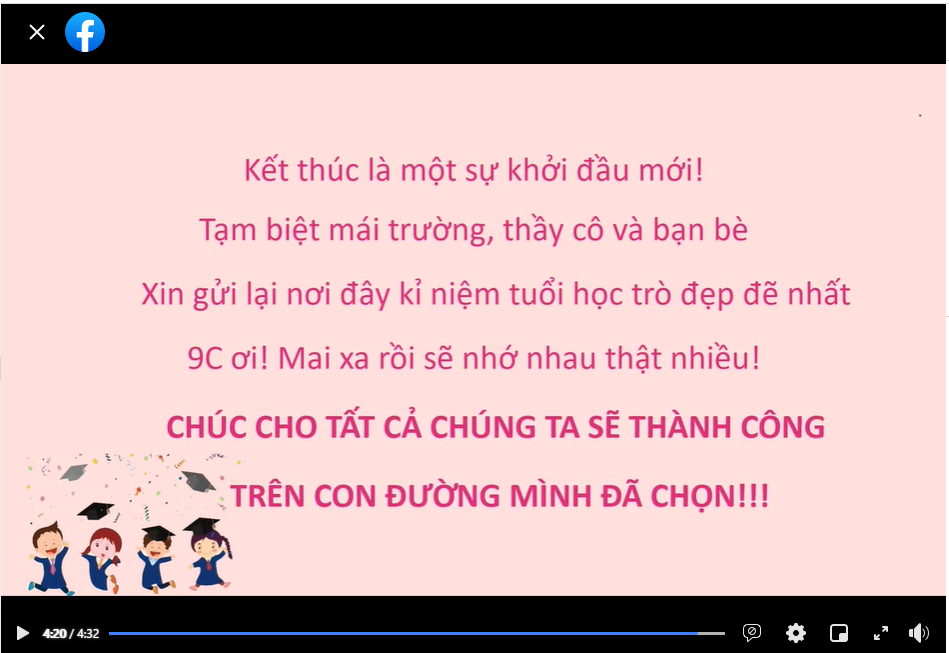 Kết thúc là một sự khởi đầu mới!
Tạm biệt mái trường, thầy cô và bạn bè
Xin gửi lại nơi đây kỉ niệm tuổi học trò đẹp đẽ nhất
9C ơi! Mai xa rồi sẽ nhớ nhau thật nhiều!
CHÚC CHO TẤT CẢ CHÚNG TA SẼ THÀNH CÔNG
TRÊN CON ĐƯỜNG MÌNH ĐÃ CHỌN!!!
4:20 / 4:32